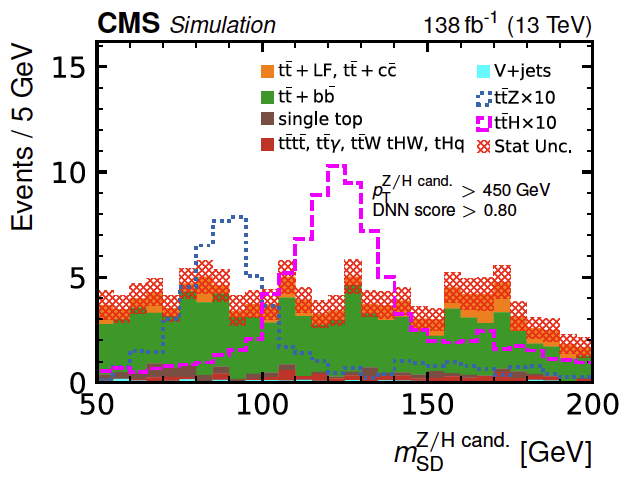 CMS Simulation 138 fb⁻¹ (13 TeV)
Events / 5 GeV
15
10
5
0
tt̄ + LF, tt̄ + cc̄
tt̄ + bb̄
single top
tt̄tt̄, tt̄γ, tt̄W tHW, tHq
V+jets
tt̄Z×10
tt̄H×10
Stat Unc.
p_T^{Z/H cand.} > 450 GeV
DNN score > 0.80
50 100 150 200
m_SD^{Z/H cand.} [GeV]